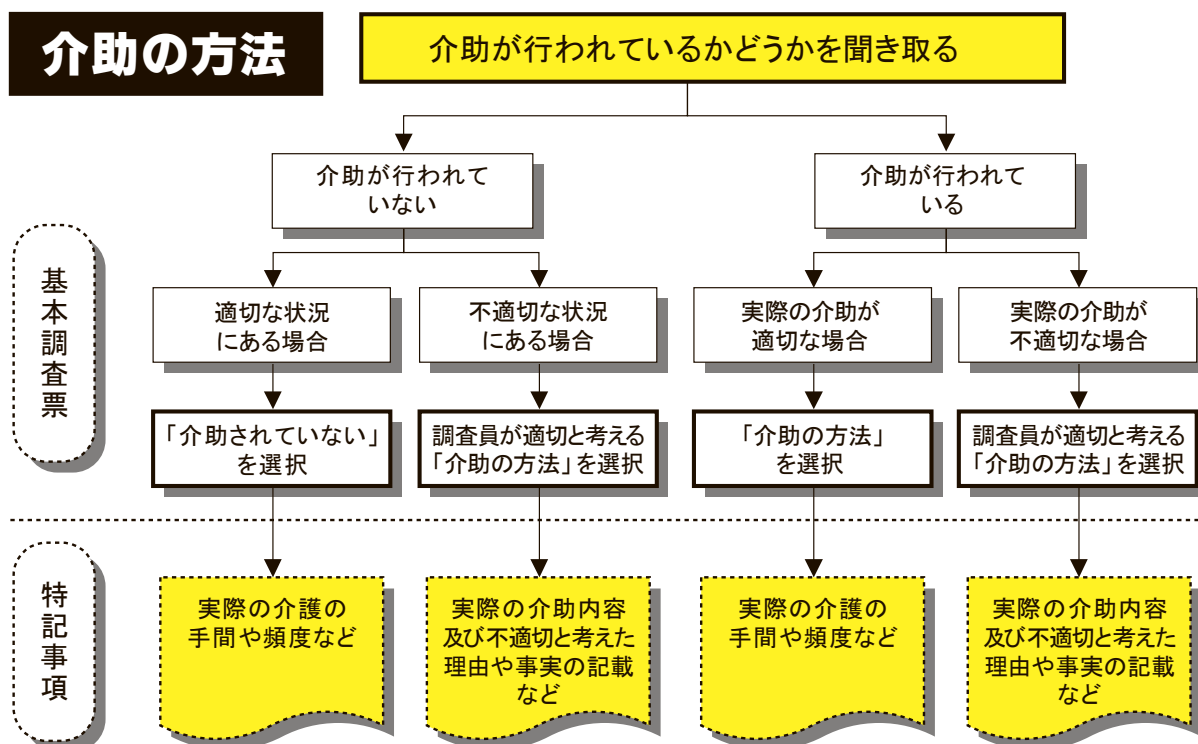 介助の方法
介助が行われているかどうかを聞き取る
介助が行われて
いない
介助が行われて
いる
基本調査票
適切な状況
にある場合
不適切な状況
にある場合
実際の介助が
適切な場合
実際の介助が
不適切な場合
「介助されていない」
を選択
調査員が適切と考える
「介助の方法」を選択
「介助の方法」
を選択
調査員が適切と考える
「介助の方法」を選択
特記事項
実際の介護の
手間や頻度など
実際の介助内容
及び不適切と考えた
理由や事実の記載
など
実際の介護の
手間や頻度など
実際の介助内容
及び不適切と考えた
理由や事実の記載
など